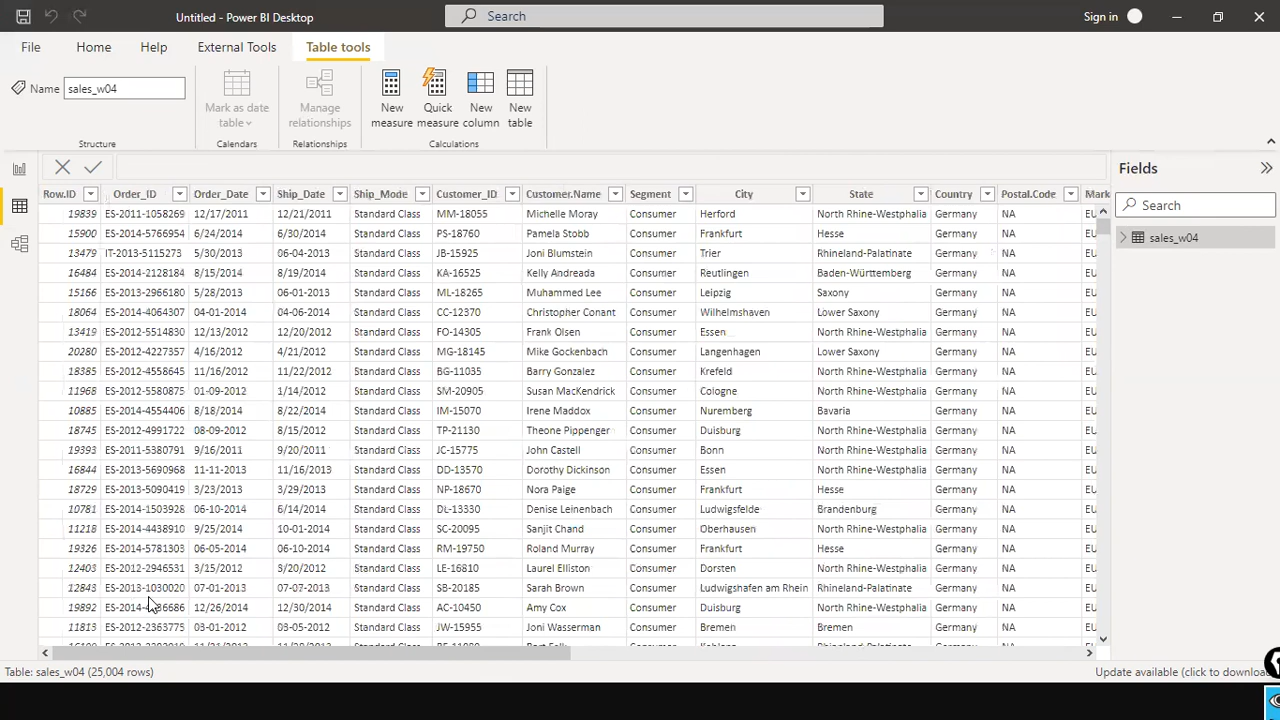 Untitled - Power BI Desktop
Search
Sign in
File Home Help External Tools Table tools
Name sales_w04
Mark as date table
Manage relationships
New measure
Quick measure
New column
New table
Structure Calendars Relationships Calculations
Fields
Search
sales_w04
Row.ID Order_ID Order_Date Ship_Date Ship_Mode Customer_ID Customer.Name Segment City State Country Postal.Code Mark
19839 ES-2011-1058269 12/17/2011 12/21/2011 Standard Class MM-18055 Michelle Moray Consumer Herford North Rhine-Westphalia Germany NA EU
15900 ES-2014-5766954 6/24/2014 6/30/2014 Standard Class PS-18760 Pamela Stobb Consumer Frankfurt Hesse Germany NA EU
13479 IT-2013-5115273 5/30/2013 06-04-2013 Standard Class JB-15925 Joni Blumstein Consumer Trier Rhineland-Palatinate Germany NA EU
16484 ES-2014-2128184 8/15/2014 8/19/2014 Standard Class KA-16525 Kelly Andreada Consumer Reutlingen Baden-Württemberg Germany NA EU
15166 ES-2013-2966180 5/28/2013 06-01-2013 Standard Class ML-18265 Muhammed Lee Consumer Leipzig Saxony Germany NA EU
18064 ES-2014-4064307 04-01-2014 04-06-2014 Standard Class CC-12370 Christopher Conant Consumer Wilhelmshaven Lower Saxony Germany NA EU
13419 ES-2012-5514830 12/13/2012 12/20/2012 Standard Class FO-14305 Frank Olsen Consumer Essen North Rhine-Westphalia Germany NA EU
20280 ES-2012-4227357 4/16/2012 4/21/2012 Standard Class MG-18145 Mike Gockenbach Consumer Langenhagen Lower Saxony Germany NA EU
18385 ES-2012-4558645 11/16/2012 11/22/2012 Standard Class BG-11035 Barry Gonzalez Consumer Krefeld North Rhine-Westphalia Germany NA EU
11968 ES-2012-5580875 01-09-2012 1/14/2012 Standard Class SM-20905 Susan MacKendrick Consumer Cologne North Rhine-Westphalia Germany NA EU
10885 ES-2014-4554406 8/18/2014 8/22/2014 Standard Class IM-15070 Irene Maddox Consumer Nuremberg Bavaria Germany NA EU
18745 ES-2012-4991722 08-09-2012 8/15/2012 Standard Class TP-21130 Theone Pippenger Consumer Duisburg North Rhine-Westphalia Germany NA EU
19393 ES-2011-5380791 9/16/2011 9/20/2011 Standard Class JC-15775 John Castell Consumer Bonn North Rhine-Westphalia Germany NA EU
16844 ES-2013-5690968 11-11-2013 11/16/2013 Standard Class DD-13570 Dorothy Dickinson Consumer Essen North Rhine-Westphalia Germany NA EU
18729 ES-2013-5090419 3/23/2013 3/29/2013 Standard Class NP-18670 Nora Paige Consumer Frankfurt Hesse Germany NA EU
10781 ES-2014-1503928 06-10-2014 6/14/2014 Standard Class DL-13330 Denise Leinenbach Consumer Ludwigsfelde Brandenburg Germany NA EU
11218 ES-2014-4438910 9/25/2014 10-01-2014 Standard Class SC-20095 Sanjit Chand Consumer Oberhausen North Rhine-Westphalia Germany NA EU
19326 ES-2014-5781303 06-05-2014 06-10-2014 Standard Class RM-19750 Roland Murray Consumer Frankfurt Hesse Germany NA EU
12403 ES-2012-2946531 3/15/2012 3/20/2012 Standard Class LE-16810 Laurel Elliston Consumer Dorsten North Rhine-Westphalia Germany NA EU
12843 ES-2013-1030020 07-01-2013 07-07-2013 Standard Class SB-20185 Sarah Brown Consumer Ludwigshafen am Rhein Rhineland-Palatinate Germany NA EU
19892 12/26/2014 12/30/2014 Standard Class AC-10450 Amy Cox Consumer Duisburg North Rhine-Westphalia Germany NA EU
11813 ES-2012-2363775 03-01-2012 03-05-2012 Standard Class JW-15955 Joni Wasserman Consumer Bremen Bremen Germany NA EU
Table: sales_w04 (25,004 rows)
Update available (click to download